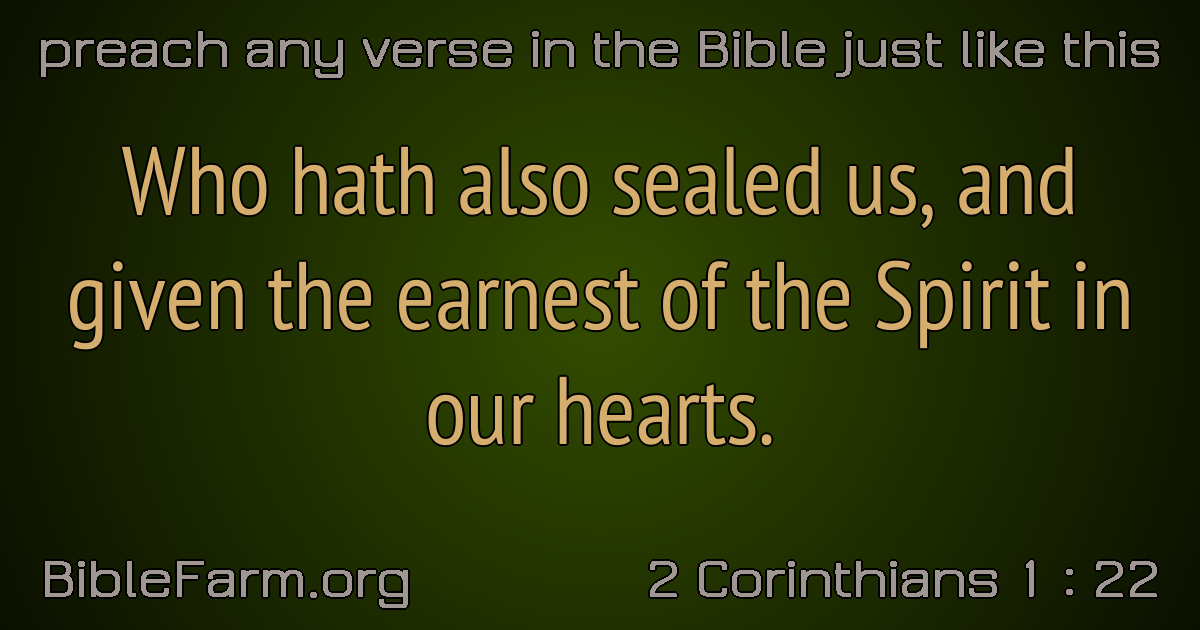 preach any verse in the Bible just like this
Who hath also sealed us, and
given the earnest of the Spirit in
our hearts.
BibleFarm.org
2 Corinthians 1 : 22